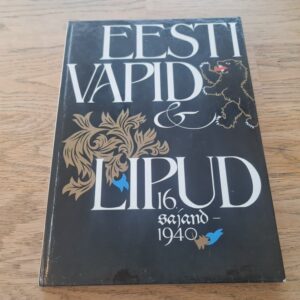 EESTI
VAPID
&
LIPUD
16.
sajand –
1940